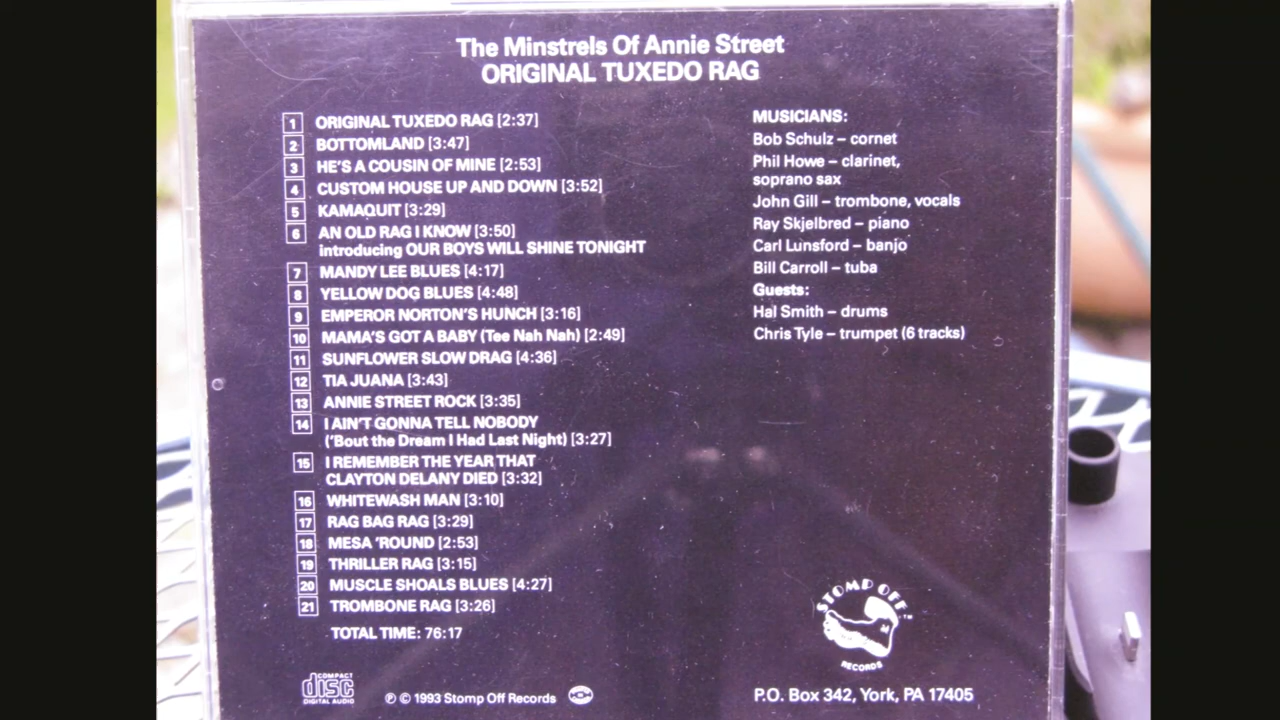 The Minstrels Of Annie Street
ORIGINAL TUXEDO RAG
1 ORIGINAL TUXEDO RAG [2:37]
2 BOTTOMLAND [3:47]
3 HE'S A COUSIN OF MINE [2:53]
4 CUSTOM HOUSE UP AND DOWN [3:52]
5 KAMAQUIT [3:29]
6 AN OLD RAG I KNOW [3:50]
introducing OUR BOYS WILL SHINE TONIGHT
7 MANDY LEE BLUES [4:17]
8 YELLOW DOG BLUES [4:48]
9 EMPEROR NORTON'S HUNCH [3:16]
10 MAMA'S GOT A BABY (Tee Nah Nah) [2:49]
11 SUNFLOWER SLOW DRAG [4:36]
12 TIA JUANA [3:43]
13 ANNIE STREET ROCK [3:35]
14 I AIN'T GONNA TELL NOBODY
('Bout the Dream I Had Last Night) [3:27]
15 I REMEMBER THE YEAR THAT
CLAYTON DELANY DIED [3:32]
16 WHITEWASH MAN [3:10]
17 RAG BAG RAG [3:29]
18 MESA 'ROUND [2:53]
19 THRILLER RAG [3:15]
20 MUSCLE SHOALS BLUES [4:27]
21 TROMBONE RAG [3:26]
TOTAL TIME: 76:17
MUSICIANS:
Bob Schulz – cornet
Phil Howe – clarinet,
soprano sax
John Gill – trombone, vocals
Ray Skjelbred – piano
Carl Lunsford – banjo
Bill Carroll – tuba
Guests:
Hal Smith – drums
Chris Tyle – trumpet (6 tracks)
STOMP OFF™
RECORDS
COMPACT
disc
DIGITAL AUDIO
℗ © 1993 Stomp Off Records
P.O. Box 342, York, PA 17405